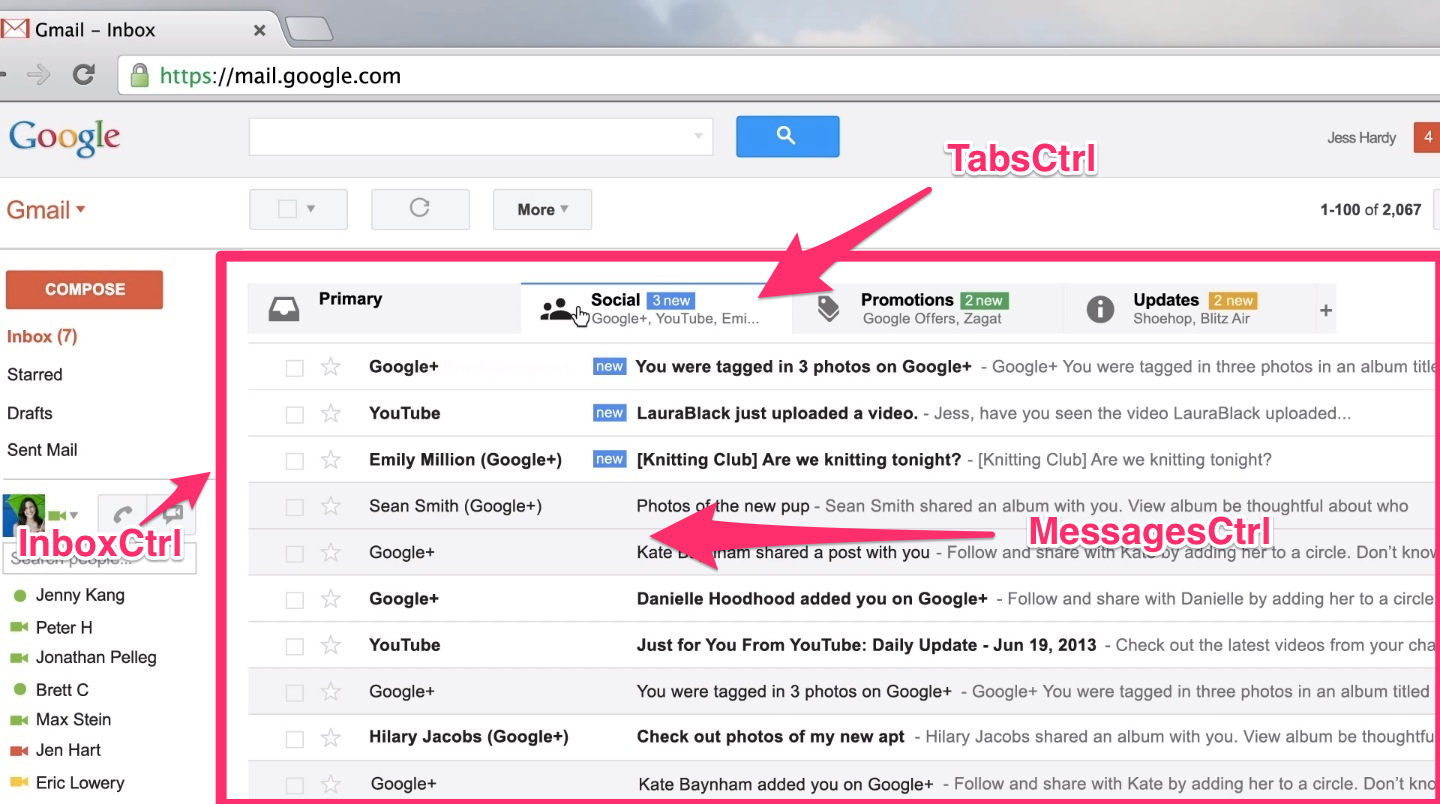 Gmail – Inbox
https://mail.google.com
Google
Jess Hardy 4
TabsCtrl
Gmail
More
1-100 of 2,067
COMPOSE
Inbox (7)
Starred
Drafts
Sent Mail
InboxCtrl
Search people...
Jenny Kang
Peter H
Jonathan Pelleg
Brett C
Max Stein
Jen Hart
Eric Lowery
Primary
Social 3 new
Google+, YouTube, Emi...
Promotions 2 new
Google Offers, Zagat
Updates 2 new
Shoehop, Blitz Air
+
Google+ new You were tagged in 3 photos on Google+ - Google+ You were tagged in three photos in an album title
YouTube new LauraBlack just uploaded a video. - Jess, have you seen the video LauraBlack uploaded...
Emily Million (Google+) new [Knitting Club] Are we knitting tonight? - [Knitting Club] Are we knitting tonight?
Sean Smith (Google+) Photos of the new pup - Sean Smith shared an album with you. View album be thoughtful about who
MessagesCtrl
Google+ Kate Baynham shared a post with you - Follow and share with Kate by adding her to a circle. Don't know
Google+ Danielle Hoodhood added you on Google+ - Follow and share with Danielle by adding her to a circle
YouTube Just for You From YouTube: Daily Update - Jun 19, 2013 - Check out the latest videos from your cha
Google+ You were tagged in 3 photos on Google+ - Google+ You were tagged in three photos in an album titled
Hilary Jacobs (Google+) Check out photos of my new apt - Hilary Jacobs shared an album with you. View album be thoughtfu
Google+ Kate Baynham added you on Google+ - Follow and share with Kate by adding her to a circle. Don't kno